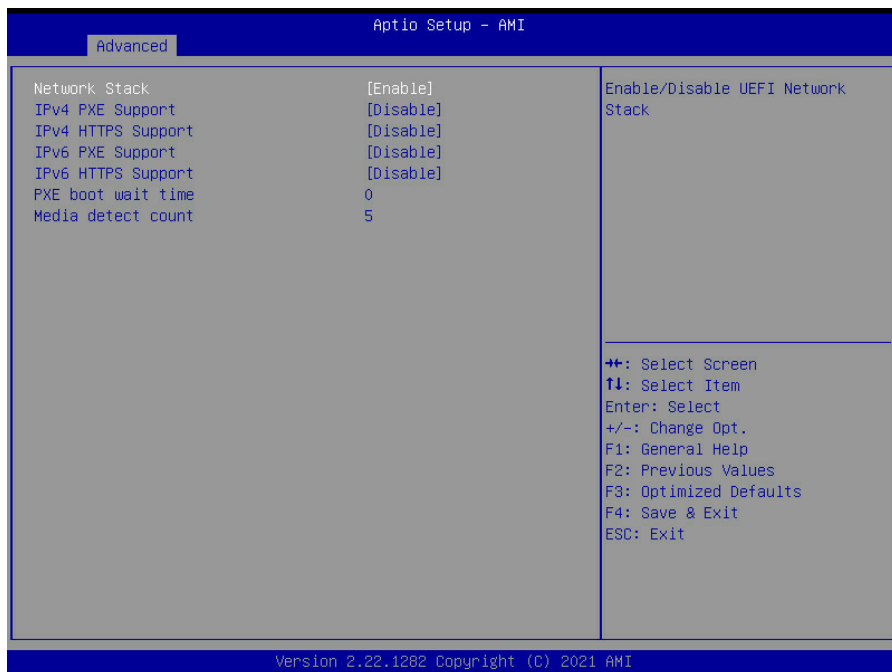 Aptio Setup – AMI
Advanced
Network Stack [Enable]
IPv4 PXE Support [Disable]
IPv4 HTTPS Support [Disable]
IPv6 PXE Support [Disable]
IPv6 HTTPS Support [Disable]
PXE boot wait time 0
Media detect count 5
Enable/Disable UEFI Network
Stack
→←: Select Screen
↑↓: Select Item
Enter: Select
+/-: Change Opt.
F1: General Help
F2: Previous Values
F3: Optimized Defaults
F4: Save & Exit
ESC: Exit
Version 2.22.1282 Copyright (C) 2021 AMI